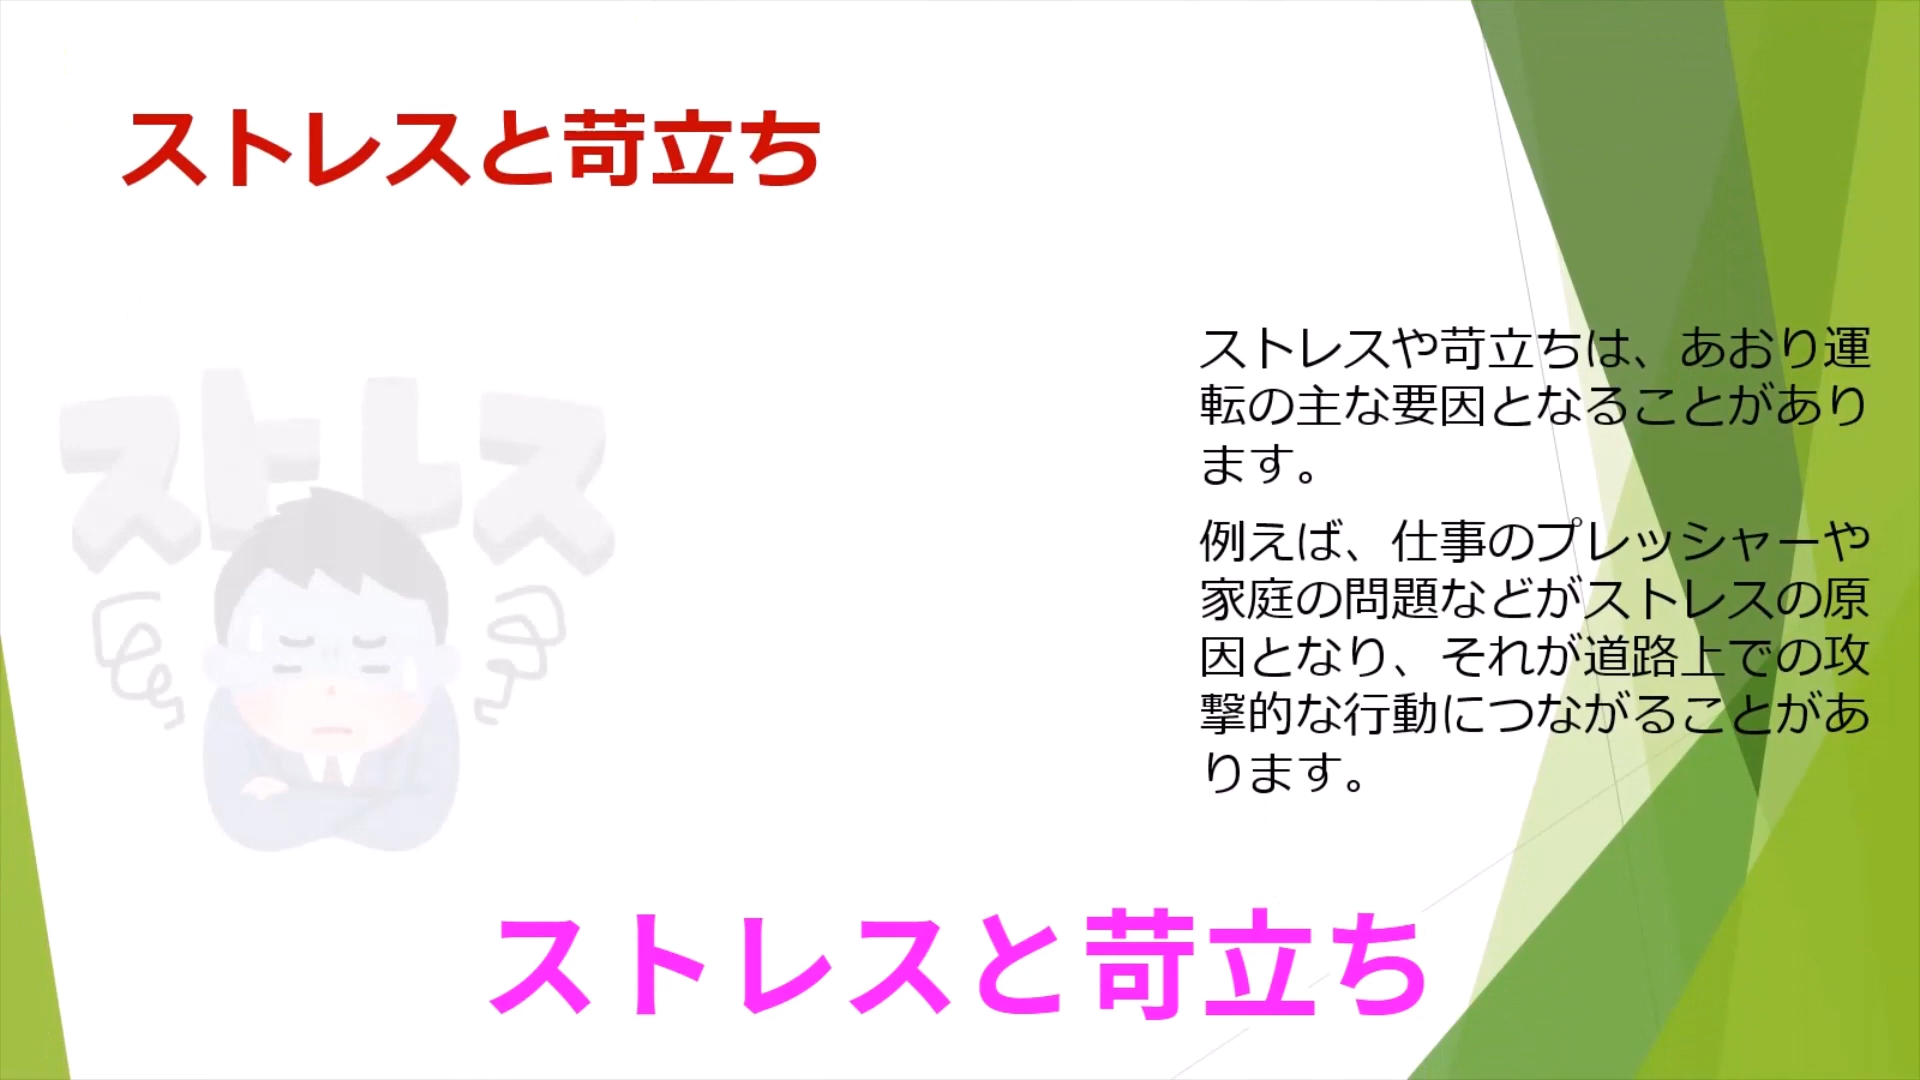 ストレスと苛立ち
ストレス
ストレスや苛立ちは、あおり運
転の主な要因となることがあり
ます。
例えば、仕事のプレッシャーや
家庭の問題などがストレスの原
因となり、それが道路上での攻
撃的な行動につながることがあ
ります。
ストレスと苛立ち